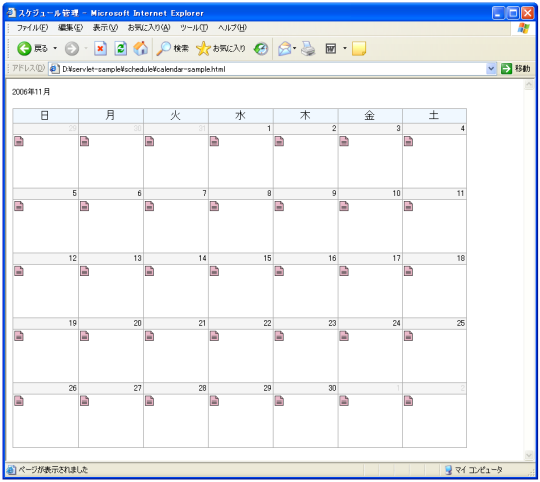 スケジュール管理 - Microsoft Internet Explorer
ファイル(F) 編集(E) 表示(V) お気に入り(A) ツール(T) ヘルプ(H)
戻る 検索 お気に入り
アドレス(D) D:¥servlet-sample¥schedule¥calendar-sample.html 移動
2006年11月
日 月 火 水 木 金 土
29 30 31 1 2 3 4
5 6 7 8 9 10 11
12 13 14 15 16 17 18
19 20 21 22 23 24 25
26 27 28 29 30 1 2
ページが表示されました マイ コンピュータ